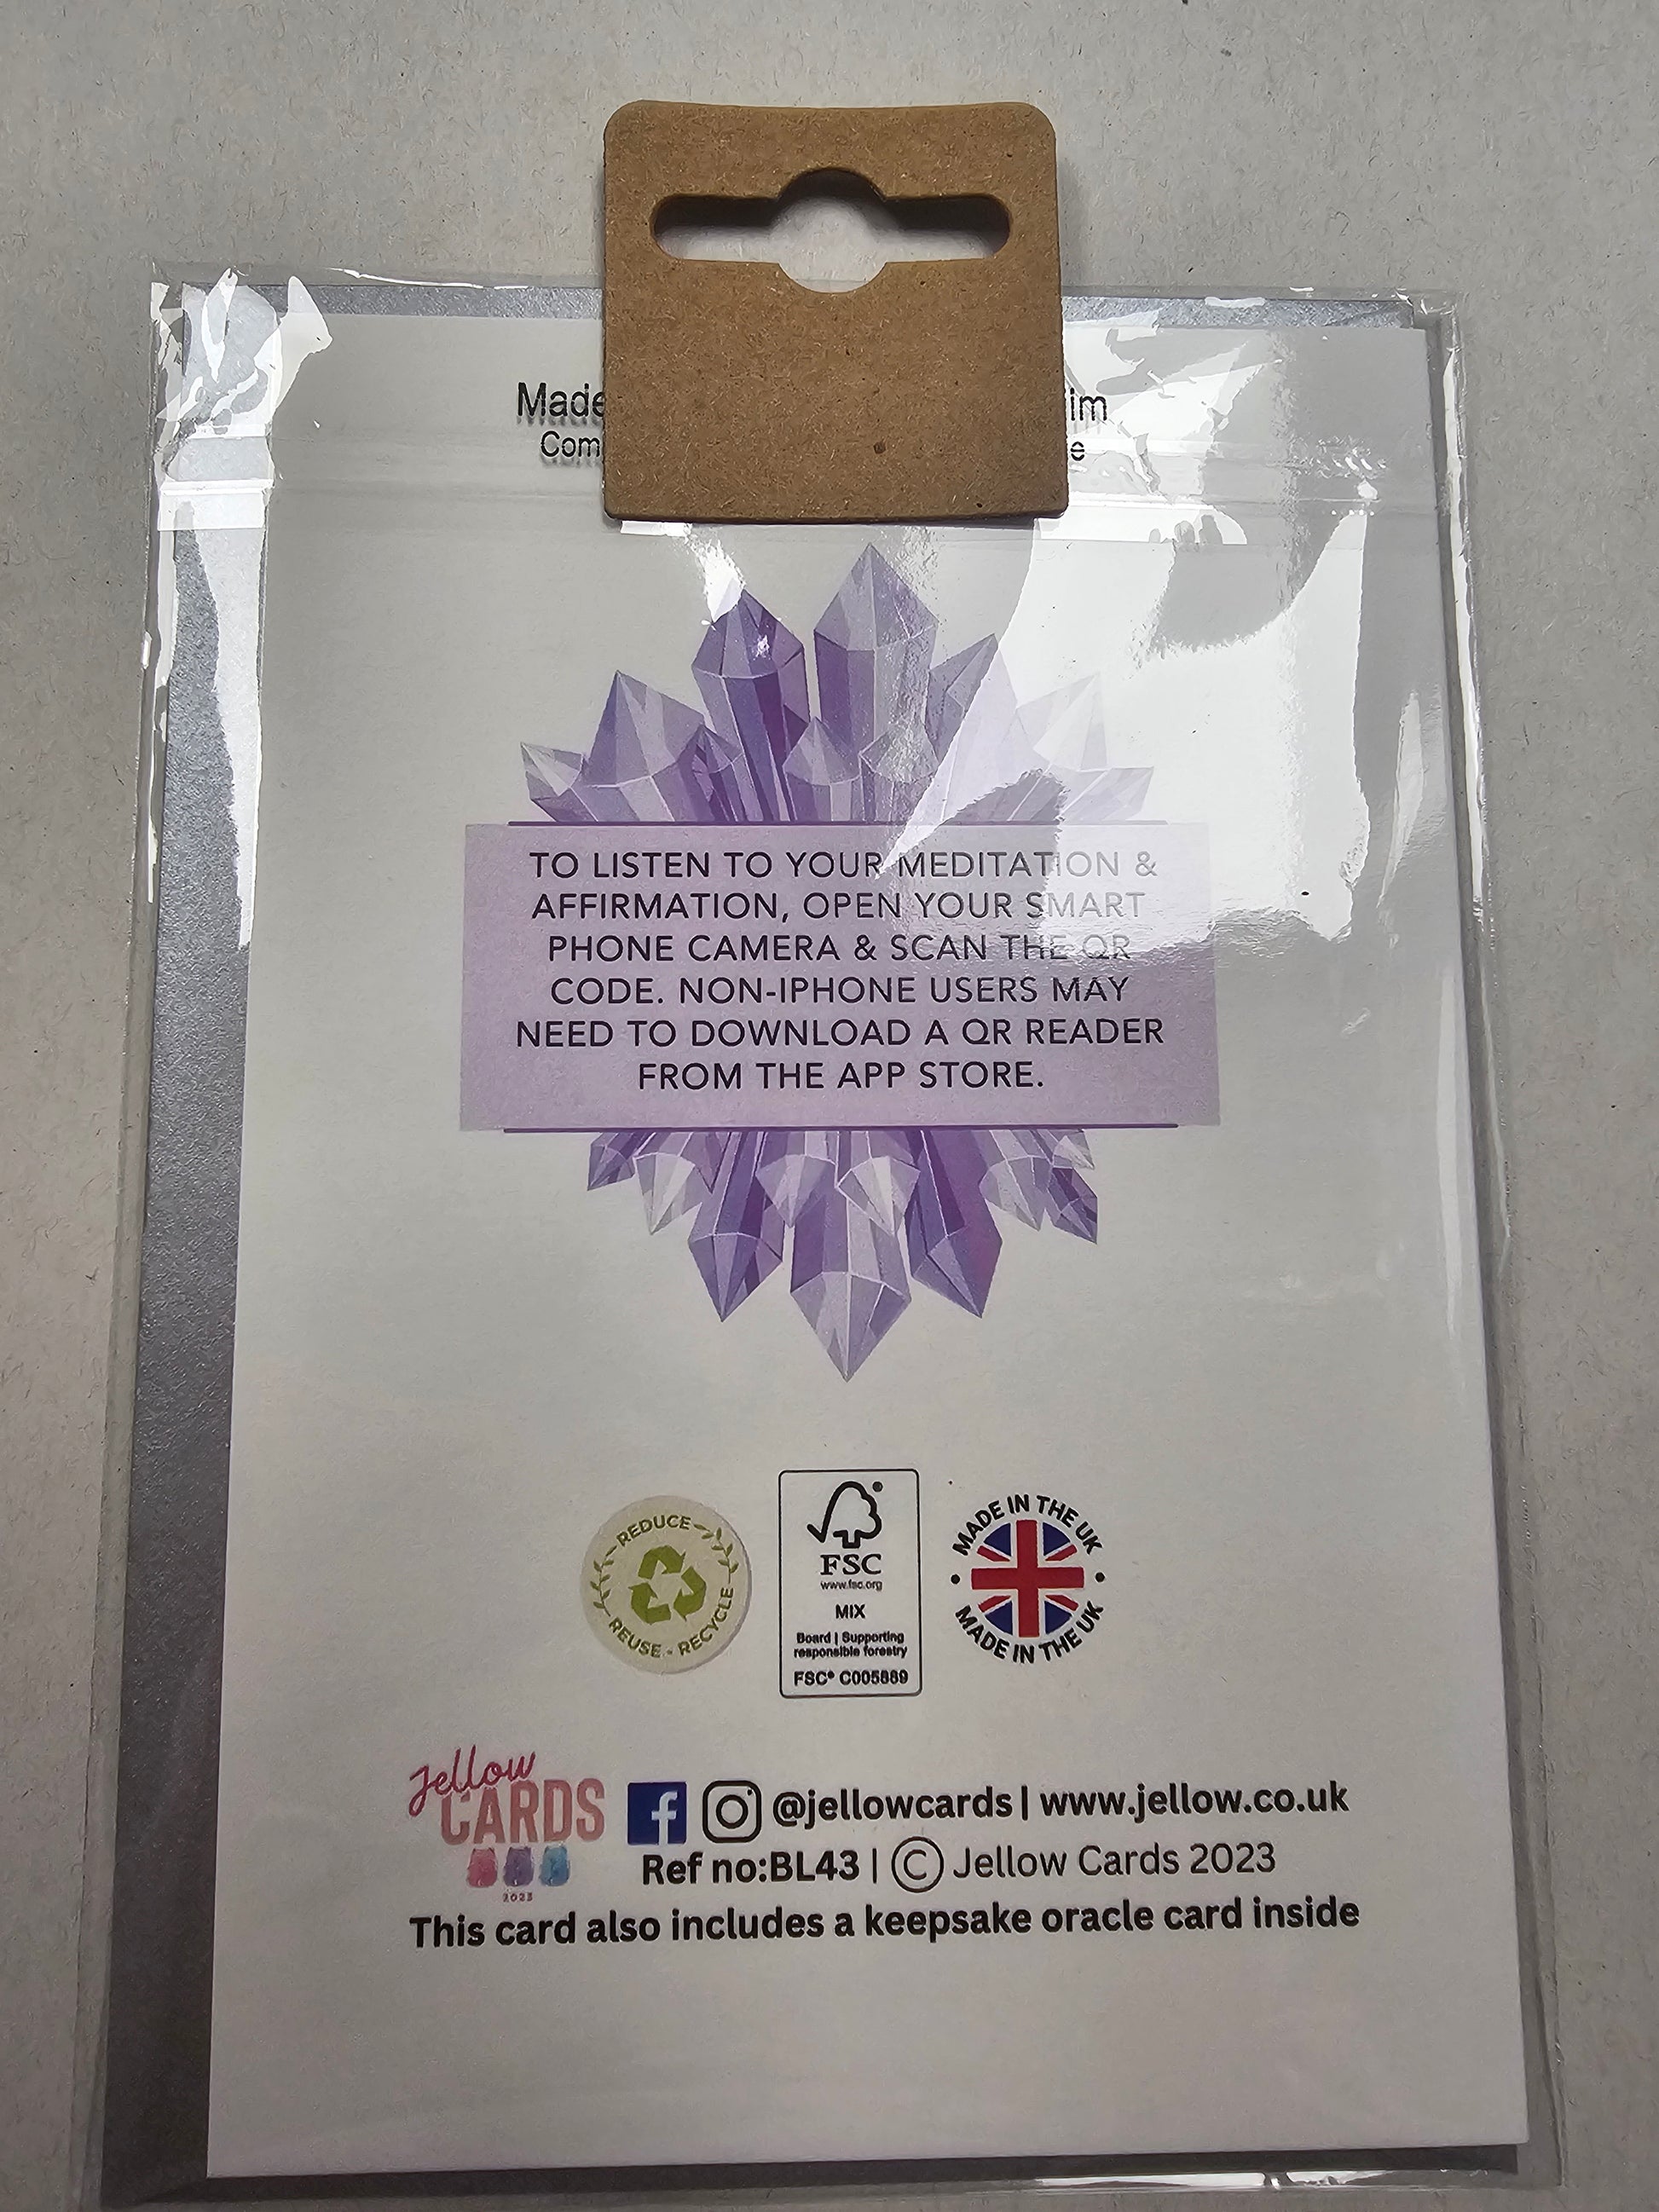 Made
Com
TO LISTEN TO YOUR MEDITATION &
AFFIRMATION, OPEN YOUR SMART
PHONE CAMERA & SCAN THE QR
CODE. NON-IPHONE USERS MAY
NEED TO DOWNLOAD A QR READER
FROM THE APP STORE.
REDUCE
REUSE - RECYCLE
FSC
www.fsc.org
MIX
Board | Supporting
responsible forestry
FSC® C005889
MADE IN THE UK
MADE IN THE UK
Jellow
CARDS
2023
@jellowcards | www.jellow.co.uk
Ref no:BL43 | © Jellow Cards 2023
This card also includes a keepsake oracle card inside